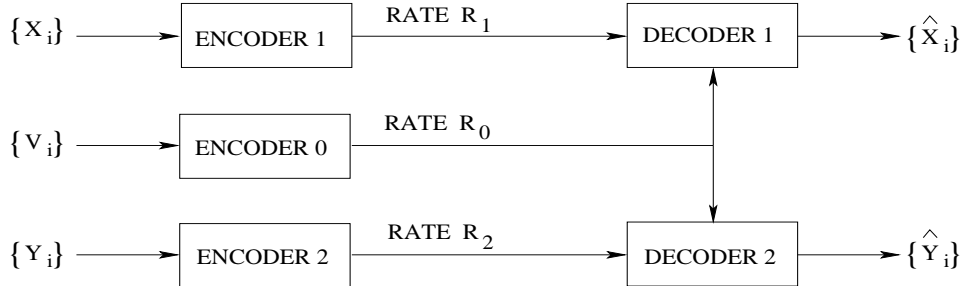 {X_i} ENCODER 1 RATE R_1 DECODER 1 {X̂_i}
{V_i} ENCODER 0 RATE R_0
{Y_i} ENCODER 2 RATE R_2 DECODER 2 {Ŷ_i}